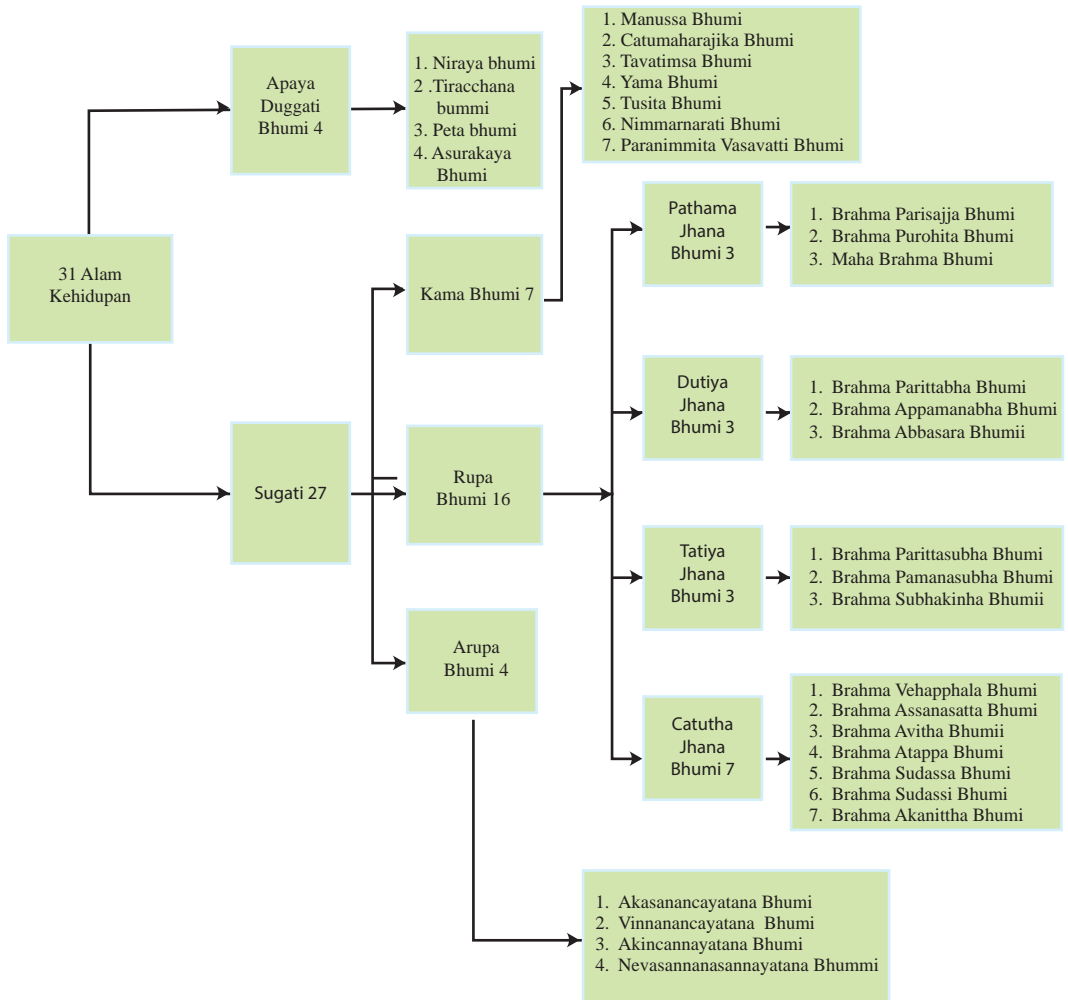 31 Alam
Kehidupan
Apaya
Duggati
Bhumi 4
1. Niraya bhumi
2 .Tiracchana
bummi
3. Peta bhumi
4. Asurakaya
Bhumi
Sugati 27
Kama Bhumi 7
1. Manussa Bhumi
2. Catumaharajika Bhumi
3. Tavatimsa Bhumi
4. Yama Bhumi
5. Tusita Bhumi
6. Nimmarnarati Bhumi
7. Paranimmita Vasavatti Bhumi
Rupa
Bhumi 16
Pathama
Jhana
Bhumi 3
1. Brahma Parisajja Bhumi
2. Brahma Purohita Bhumi
3. Maha Brahma Bhumi
Dutiya
Jhana
Bhumi 3
1. Brahma Parittabha Bhumi
2. Brahma Appamanabha Bhumi
3. Brahma Abbasara Bhumii
Tatiya
Jhana
Bhumi 3
1. Brahma Parittasubha Bhumi
2. Brahma Pamanasubha Bhumi
3. Brahma Subhakinha Bhumii
Catutha
Jhana
Bhumi 7
1. Brahma Vehapphala Bhumi
2. Brahma Assanasatta Bhumi
3. Brahma Avitha Bhumii
4. Brahma Atappa Bhumi
5. Brahma Sudassa Bhumi
6. Brahma Sudassi Bhumi
7. Brahma Akanittha Bhumi
Arupa
Bhumi 4
1. Akasanancayatana Bhumi
2. Vinnanancayatana Bhumi
3. Akincannayatana Bhumi
4. Nevasannanasannayatana Bhummi